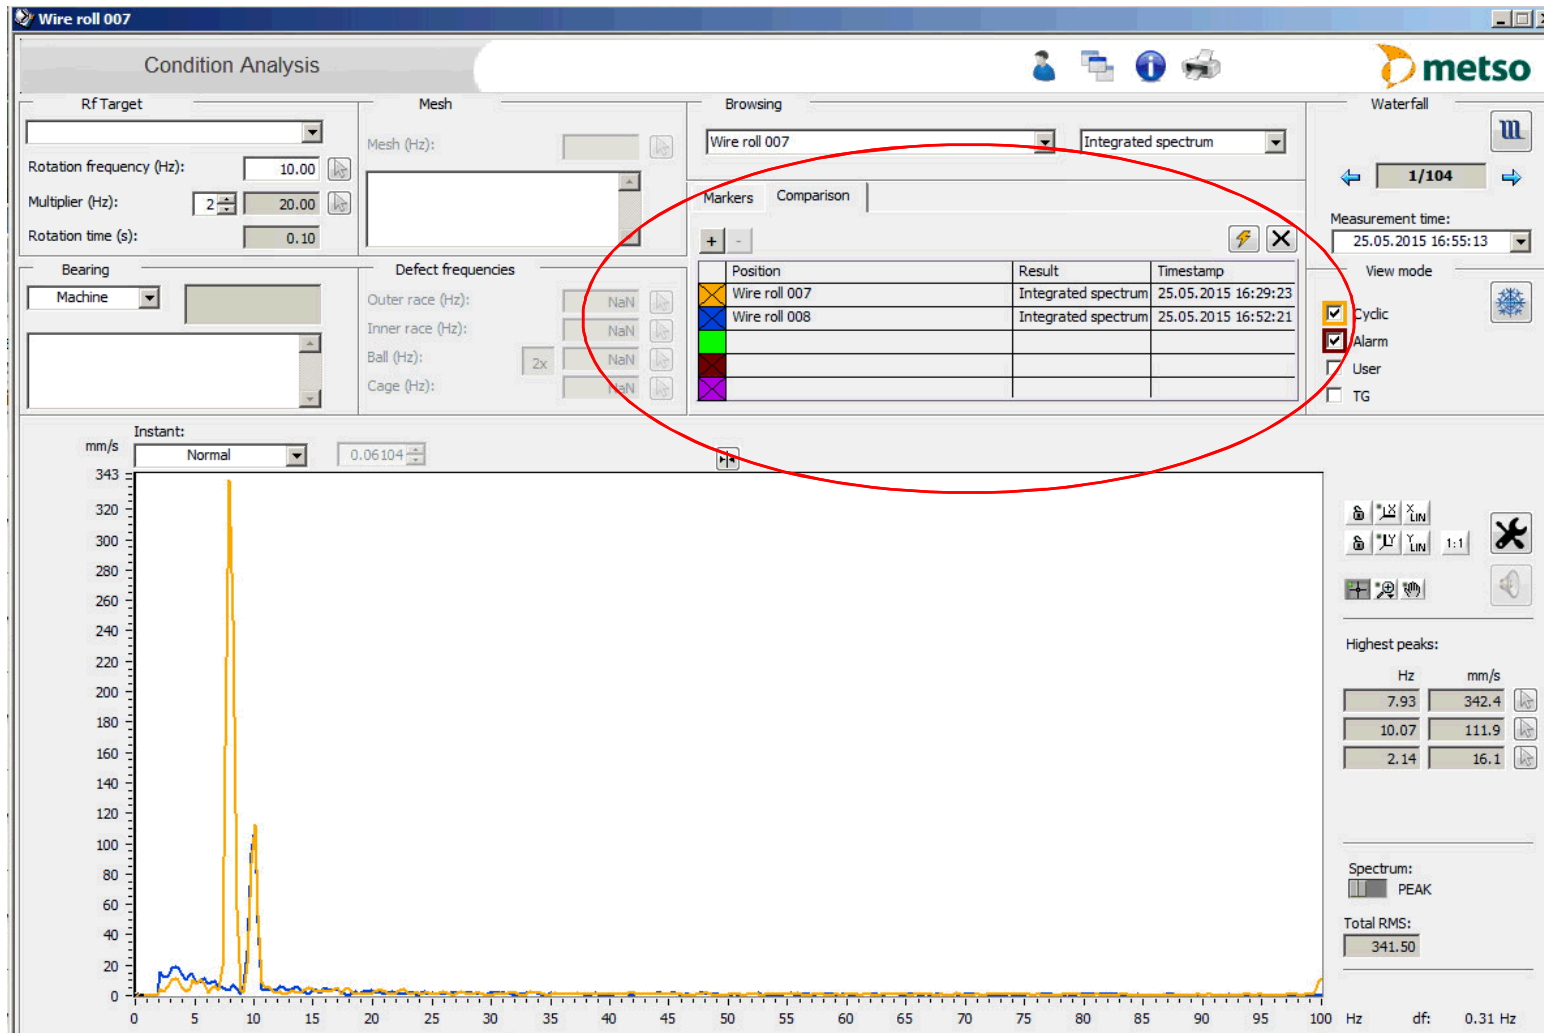 Wire roll 007
Condition Analysis
metso
Rf Target
Mesh
Browsing
Waterfall
Mesh (Hz):
Wire roll 007
Integrated spectrum
Rotation frequency (Hz):
10.00
1/104
Multiplier (Hz):
2
20.00
Markers
Comparison
Measurement time:
Rotation time (s):
0.10
+
-
25.05.2015 16:55:13
Bearing
Defect frequencies
Position
Result
Timestamp
View mode
Machine
Outer race (Hz):
NaN
Wire roll 007
Integrated spectrum
25.05.2015 16:29:23
Cyclic
Inner race (Hz):
NaN
Wire roll 008
Integrated spectrum
25.05.2015 16:52:21
Alarm
Ball (Hz):
2x
NaN
User
Cage (Hz):
NaN
TG
Instant:
mm/s
Normal
0.06104
343
320
300
280
260
240
220
200
180
160
140
120
100
80
60
40
20
0
0
5
10
15
20
25
30
35
40
45
50
55
60
65
70
75
80
85
90
95
100
Hz
df:
0.31 Hz
X LIN
Y LIN
1:1
Highest peaks:
Hz
mm/s
7.93
342.4
10.07
111.9
2.14
16.1
Spectrum:
PEAK
Total RMS:
341.50